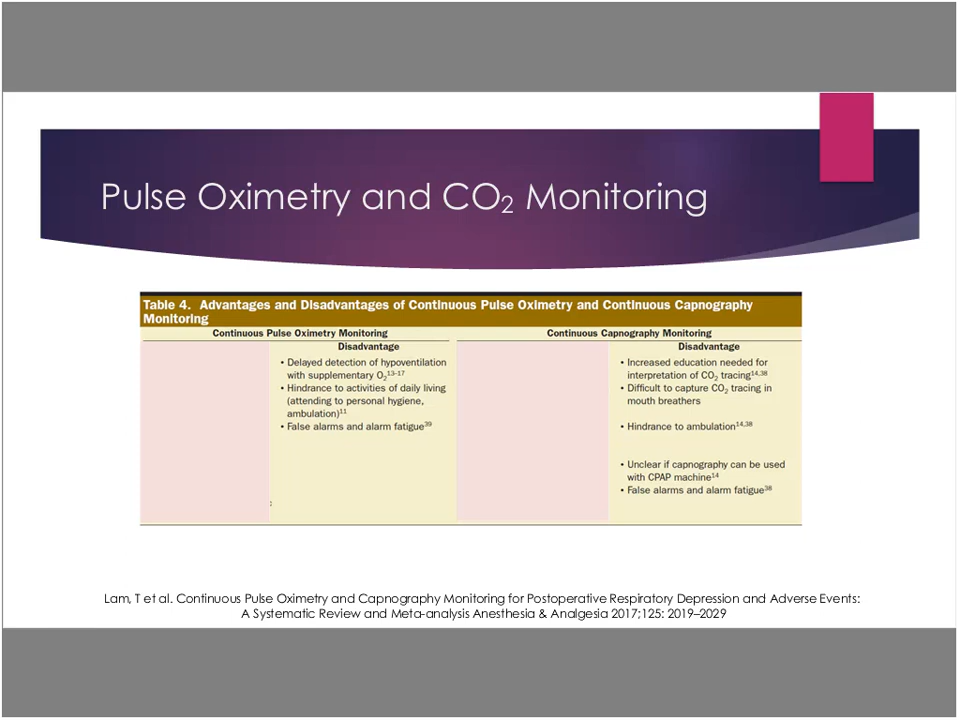 Pulse Oximetry and CO₂ Monitoring
Table 4. Advantages and Disadvantages of Continuous Pulse Oximetry and Continuous Capnography
Monitoring
Continuous Pulse Oximetry Monitoring
Disadvantage
• Delayed detection of hypoventilation
with supplementary O₂¹³⁻¹⁷
• Hindrance to activities of daily living
(attending to personal hygiene,
ambulation)¹¹
• False alarms and alarm fatigue³⁹
Continuous Capnography Monitoring
Disadvantage
• Increased education needed for
interpretation of CO₂ tracing¹⁴,³⁸
• Difficult to capture CO₂ tracing in
mouth breathers
• Hindrance to ambulation¹⁴,³⁸
• Unclear if capnography can be used
with CPAP machine¹⁴
• False alarms and alarm fatigue³⁸
Lam, T et al. Continuous Pulse Oximetry and Capnography Monitoring for Postoperative Respiratory Depression and Adverse Events:
A Systematic Review and Meta-analysis Anesthesia & Analgesia 2017;125: 2019–2029